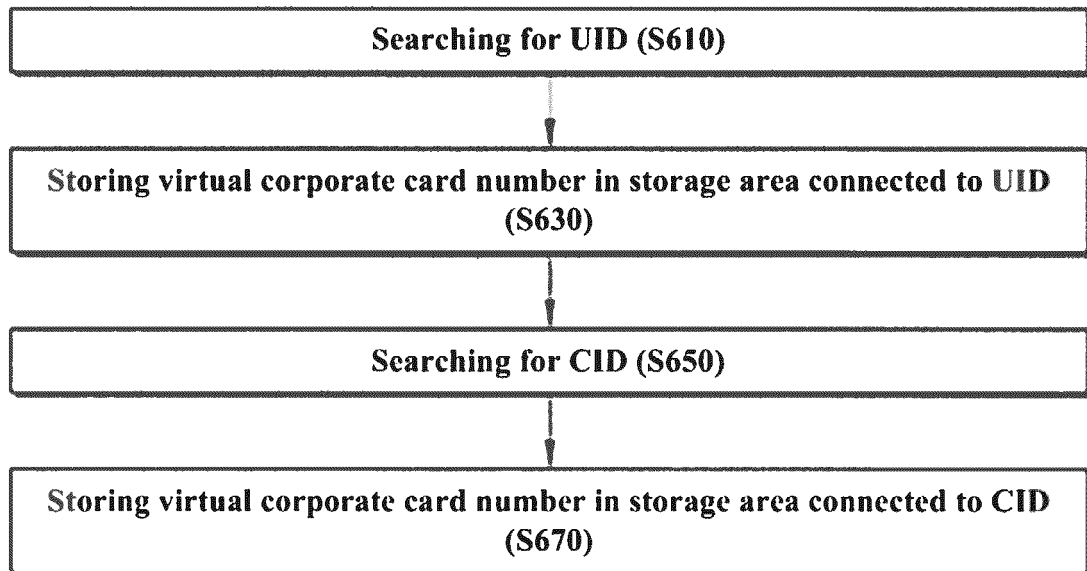 Searching for UID (S610)
Storing virtual corporate card number in storage area connected to UID
(S630)
Searching for CID (S650)
Storing virtual corporate card number in storage area connected to CID
(S670)